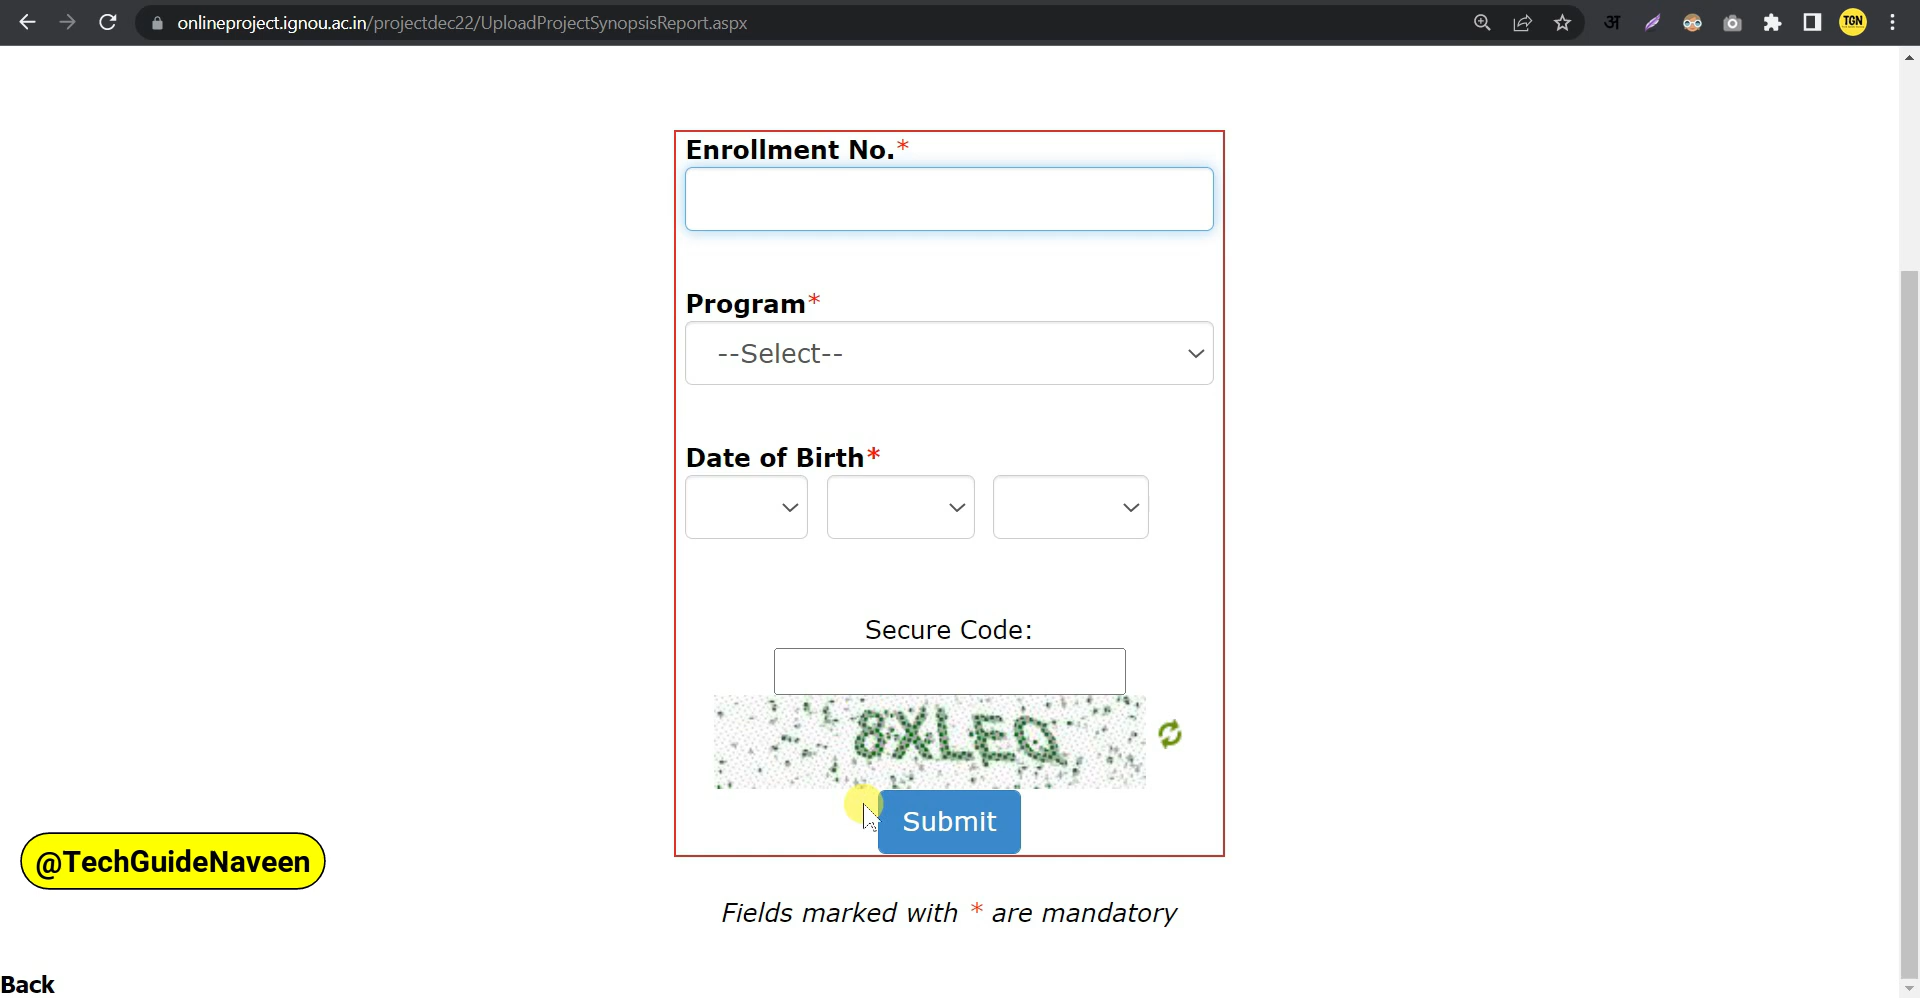 onlineproject.ignou.ac.in/projectdec22/UploadProjectSynopsisReport.aspx
अ
TGN
Enrollment No.*
Program*
--Select--
Date of Birth*
Secure Code:
8XLEQ
Submit
@TechGuideNaveen
Fields marked with * are mandatory
Back